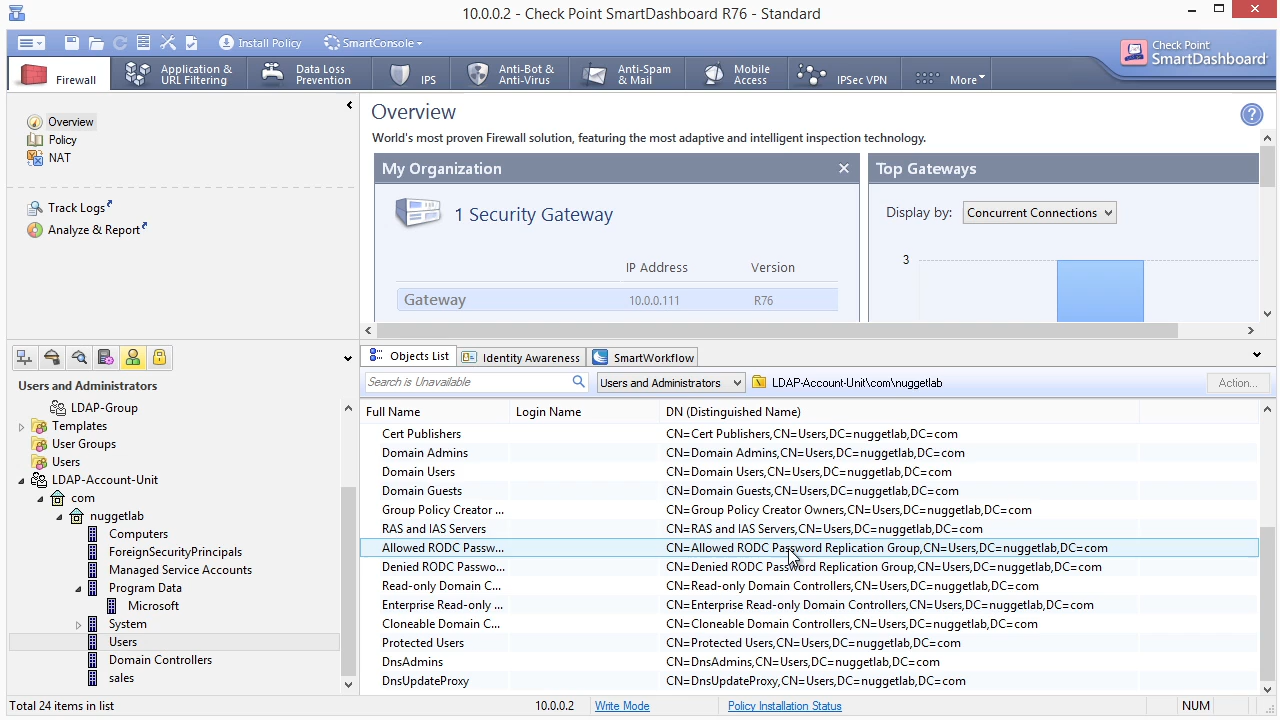 10.0.0.2 - Check Point SmartDashboard R76 - Standard
Install Policy
SmartConsole
Check Point
SmartDashboard
Firewall
Application &
URL Filtering
Data Loss
Prevention
IPS
Anti-Bot &
Anti-Virus
Anti-Spam
& Mail
Mobile
Access
IPSec VPN
More
Overview
Policy
NAT
Track Logs
Analyze & Report
Overview
World's most proven Firewall solution, featuring the most adaptive and intelligent inspection technology.
My Organization
1 Security Gateway
IP Address Version
Gateway 10.0.0.111 R76
Top Gateways
Display by: Concurrent Connections
3
Users and Administrators
LDAP-Group
Templates
User Groups
Users
LDAP-Account-Unit
com
nuggetlab
Computers
ForeignSecurityPrincipals
Managed Service Accounts
Program Data
Microsoft
System
Users
Domain Controllers
sales
Objects List Identity Awareness SmartWorkflow
Search is Unavailable Users and Administrators LDAP-Account-Unit\com\nuggetlab Action...
Full Name Login Name DN (Distinguished Name)
Cert Publishers CN=Cert Publishers,CN=Users,DC=nuggetlab,DC=com
Domain Admins CN=Domain Admins,CN=Users,DC=nuggetlab,DC=com
Domain Users CN=Domain Users,CN=Users,DC=nuggetlab,DC=com
Domain Guests CN=Domain Guests,CN=Users,DC=nuggetlab,DC=com
Group Policy Creator ... CN=Group Policy Creator Owners,CN=Users,DC=nuggetlab,DC=com
RAS and IAS Servers CN=RAS and IAS Servers,CN=Users,DC=nuggetlab,DC=com
Allowed RODC Passw... CN=Allowed RODC Password Replication Group,CN=Users,DC=nuggetlab,DC=com
Denied RODC Passwo... CN=Denied RODC Password Replication Group,CN=Users,DC=nuggetlab,DC=com
Read-only Domain C... CN=Read-only Domain Controllers,CN=Users,DC=nuggetlab,DC=com
Enterprise Read-only ... CN=Enterprise Read-only Domain Controllers,CN=Users,DC=nuggetlab,DC=com
Cloneable Domain C... CN=Cloneable Domain Controllers,CN=Users,DC=nuggetlab,DC=com
Protected Users CN=Protected Users,CN=Users,DC=nuggetlab,DC=com
DnsAdmins CN=DnsAdmins,CN=Users,DC=nuggetlab,DC=com
DnsUpdateProxy CN=DnsUpdateProxy,CN=Users,DC=nuggetlab,DC=com
Total 24 items in list 10.0.0.2 Write Mode Policy Installation Status NUM